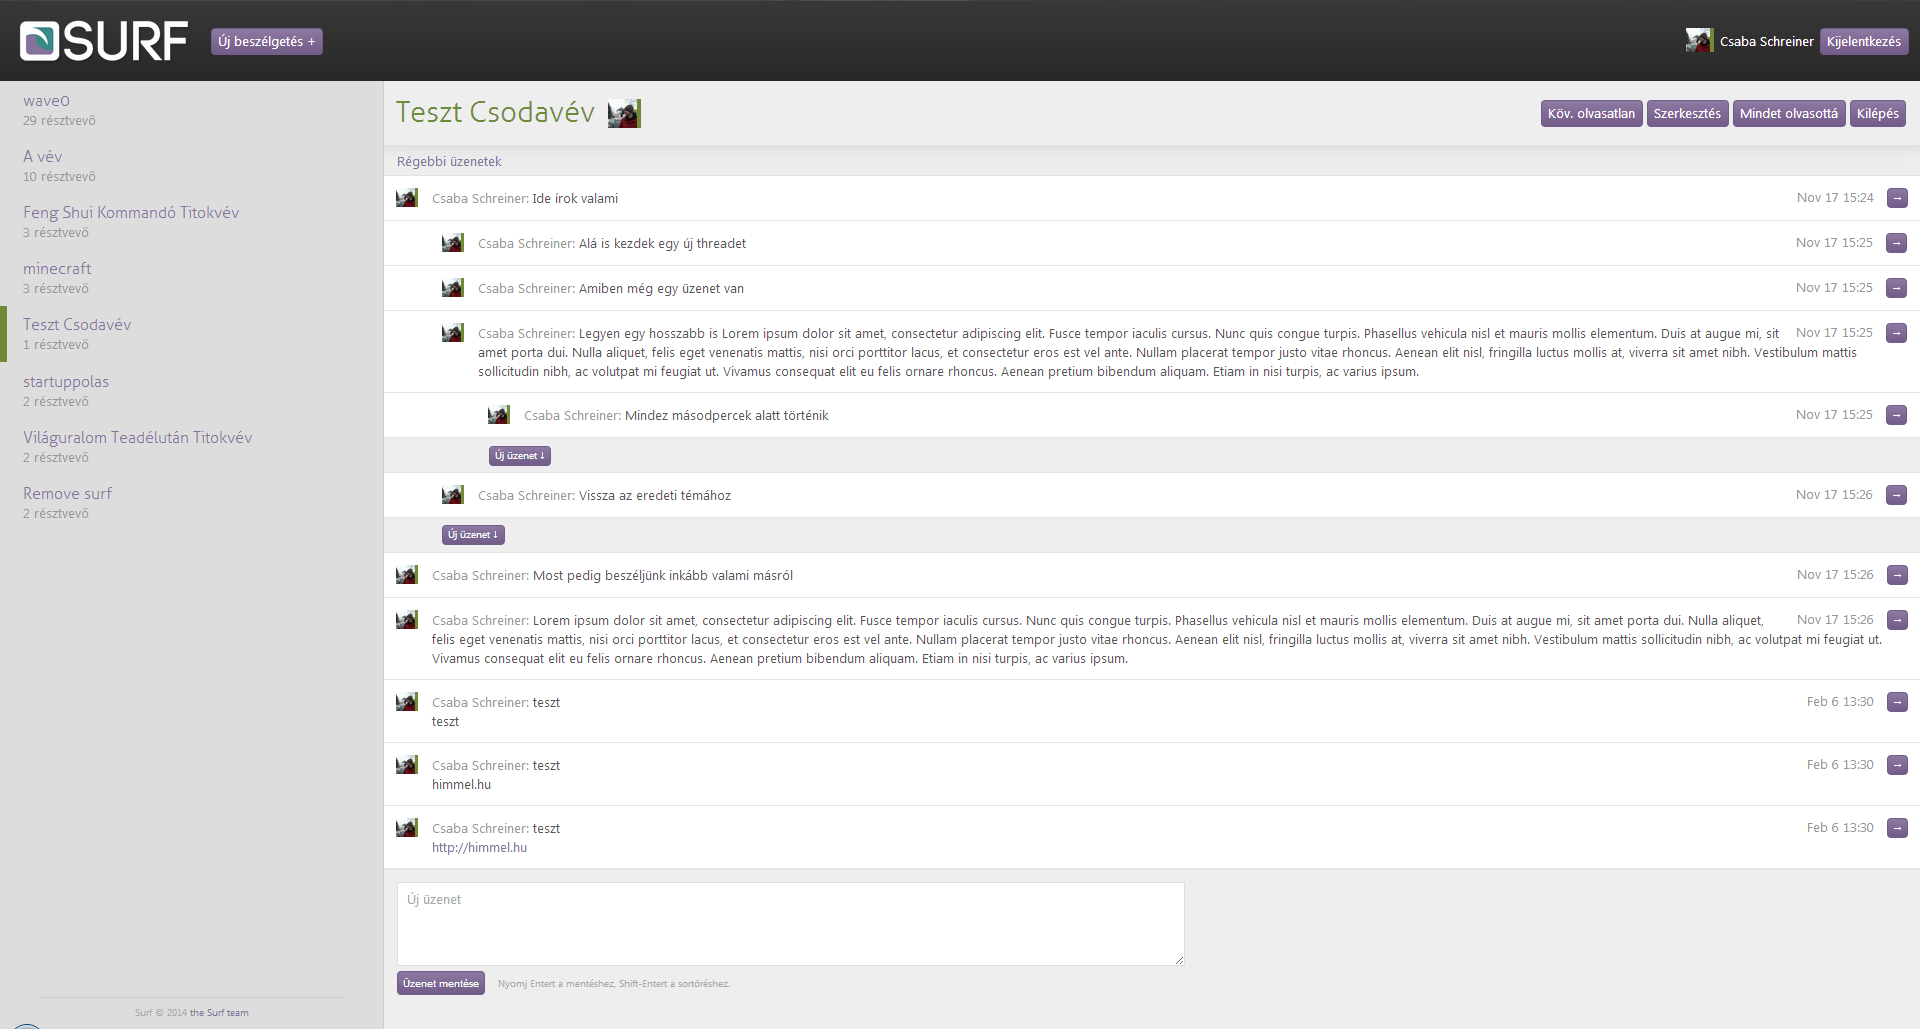 SURF
Új beszélgetés +
Csaba Schreiner
Kijelentkezés
wave0
29 résztvevő
A vév
10 résztvevő
Feng Shui Kommandó Titokvév
3 résztvevő
minecraft
3 résztvevő
Teszt Csodavév
1 résztvevő
startuppolas
2 résztvevő
Világuralom Teadélután Titokvév
2 résztvevő
Remove surf
2 résztvevő
Surf © 2014 the Surf team
Teszt Csodavév
Köv. olvasatlan
Szerkesztés
Mindet olvasottá
Kilépés
Régebbi üzenetek
Csaba Schreiner: Ide írok valami
Nov 17 15:24
→
Csaba Schreiner: Alá is kezdek egy új threadet
Nov 17 15:25
→
Csaba Schreiner: Amiben még egy üzenet van
Nov 17 15:25
→
Csaba Schreiner: Legyen egy hosszabb is Lorem ipsum dolor sit amet, consectetur adipiscing elit. Fusce tempor iaculis cursus. Nunc quis congue turpis. Phasellus vehicula nisl et mauris mollis elementum. Duis at augue mi, sit
Nov 17 15:25
→
amet porta dui. Nulla aliquet, felis eget venenatis mattis, nisi orci porttitor lacus, et consectetur eros est vel ante. Nullam placerat tempor justo vitae rhoncus. Aenean elit nisl, fringilla luctus mollis at, viverra sit amet nibh. Vestibulum mattis
sollicitudin nibh, ac volutpat mi feugiat ut. Vivamus consequat elit eu felis ornare rhoncus. Aenean pretium bibendum aliquam. Etiam in nisi turpis, ac varius ipsum.
Csaba Schreiner: Mindez másodpercek alatt történik
Nov 17 15:25
→
Új üzenet ↓
Csaba Schreiner: Vissza az eredeti témához
Nov 17 15:26
→
Új üzenet ↓
Csaba Schreiner: Most pedig beszéljünk inkább valami másról
Nov 17 15:26
→
Csaba Schreiner: Lorem ipsum dolor sit amet, consectetur adipiscing elit. Fusce tempor iaculis cursus. Nunc quis congue turpis. Phasellus vehicula nisl et mauris mollis elementum. Duis at augue mi, sit amet porta dui. Nulla aliquet,
Nov 17 15:26
→
felis eget venenatis mattis, nisi orci porttitor lacus, et consectetur eros est vel ante. Nullam placerat tempor justo vitae rhoncus. Aenean elit nisl, fringilla luctus mollis at, viverra sit amet nibh. Vestibulum mattis sollicitudin nibh, ac volutpat mi feugiat ut.
Vivamus consequat elit eu felis ornare rhoncus. Aenean pretium bibendum aliquam. Etiam in nisi turpis, ac varius ipsum.
Csaba Schreiner: teszt
Feb 6 13:30
→
teszt
Csaba Schreiner: teszt
Feb 6 13:30
→
himmel.hu
Csaba Schreiner: teszt
Feb 6 13:30
→
http://himmel.hu
Új üzenet
Üzenet mentése
Nyomj Entert a mentéshez, Shift-Entert a sortöréshez.